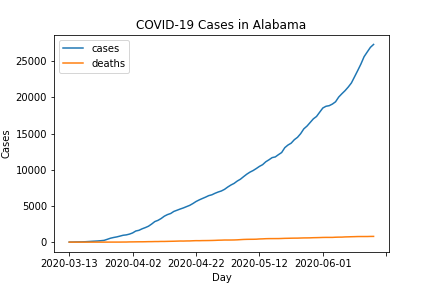 COVID-19 Cases in Alabama
cases
deaths
25000
20000
15000
10000
5000
0
Cases
2020-03-13 2020-04-02 2020-04-22 2020-05-12 2020-06-01
Day